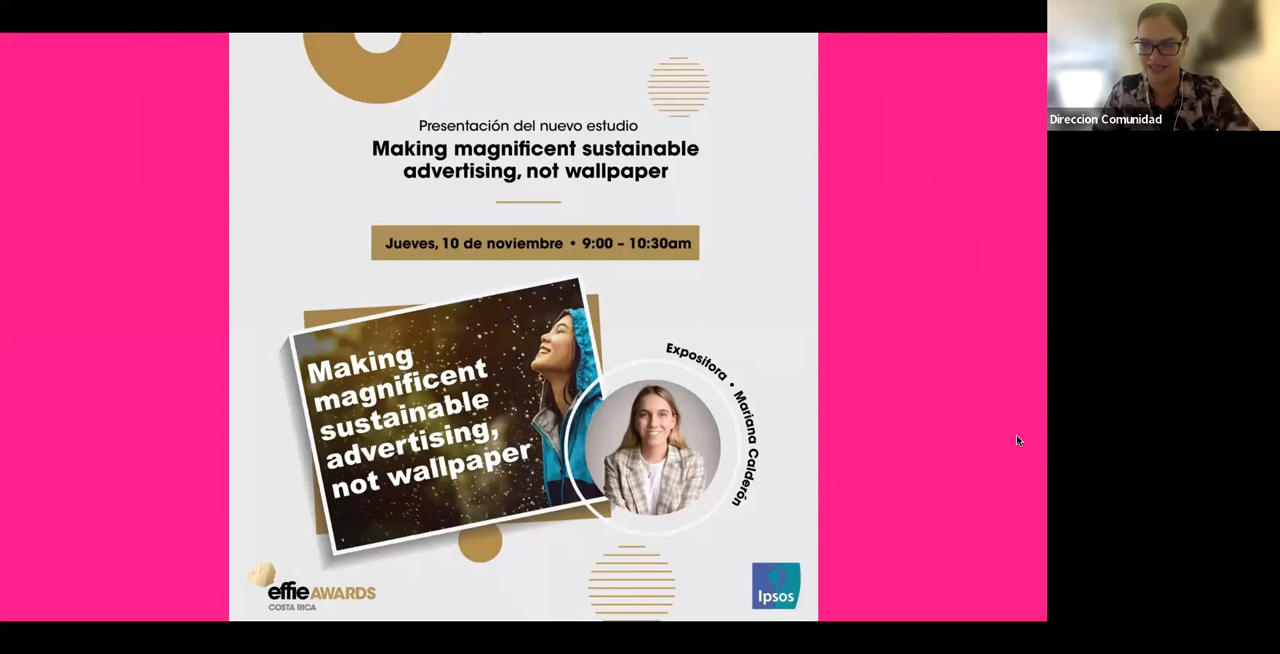 Direccion Comunidad
Presentación del nuevo estudio
Making magnificent sustainable
advertising, not wallpaper
Jueves, 10 de noviembre • 9:00 – 10:30am
Making
magnificent
sustainable
advertising,
not wallpaper
Expositora • Mariana Calderón
effie AWARDS
COSTA RICA
Ipsos